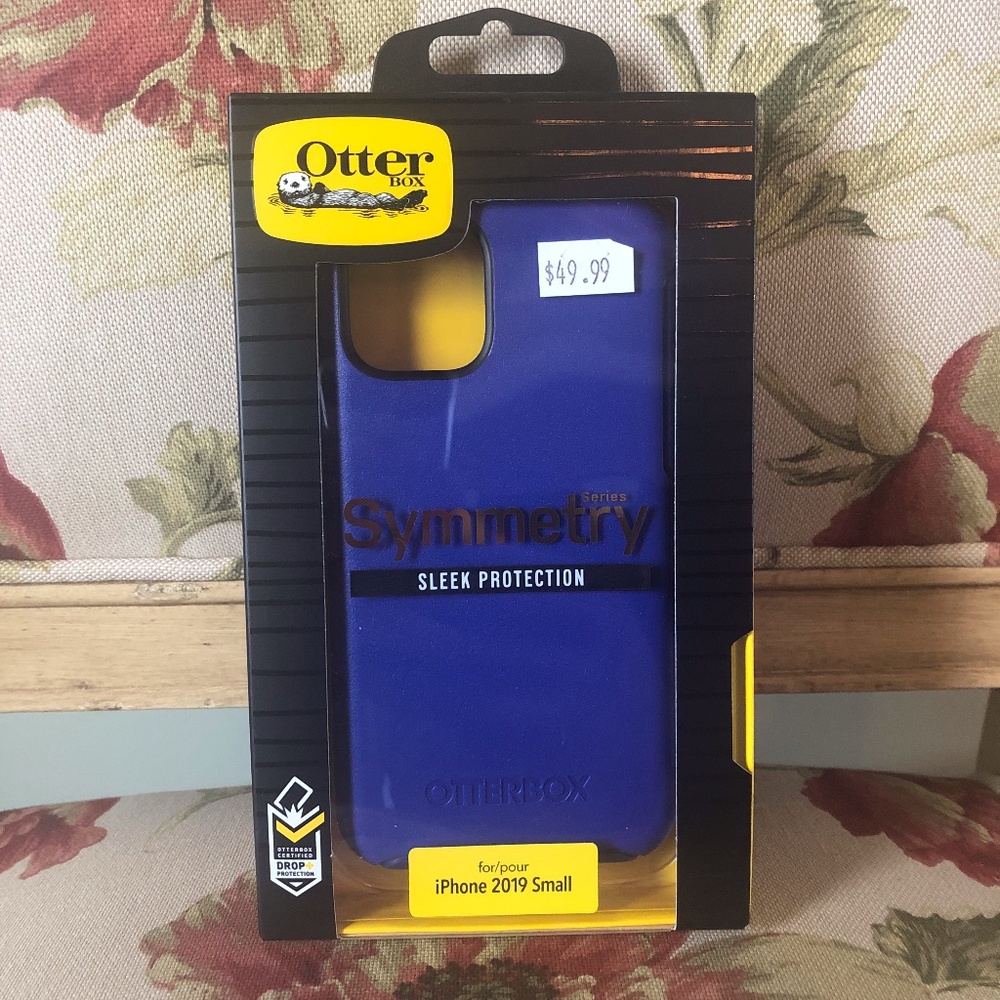 Otter
BOX
$49.99
Series
Symmetry
SLEEK PROTECTION
OTTERBOX
OTTERBOX
CERTIFIED
DROP+
PROTECTION
for/pour
iPhone 2019 Small